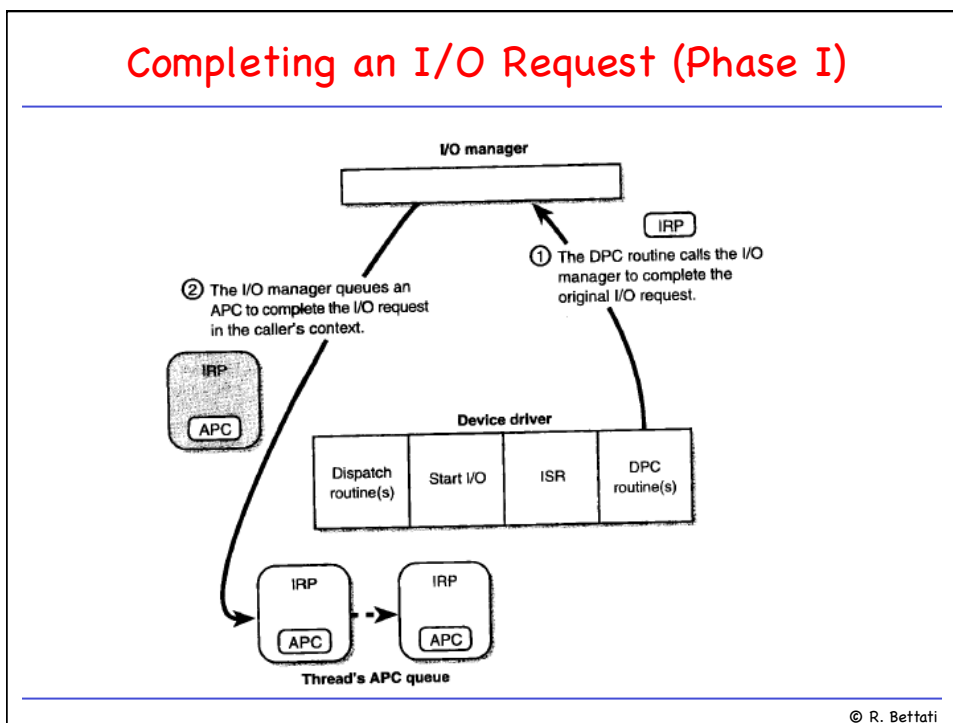 Completing an I/O Request (Phase I)
I/O manager
IRP
① The DPC routine calls the I/O
manager to complete the
original I/O request.
② The I/O manager queues an
APC to complete the I/O request
in the caller's context.
IRP
APC
Device driver
Dispatch
routine(s)
Start I/O
ISR
DPC
routine(s)
IRP
APC
IRP
APC
Thread's APC queue
© R. Bettati